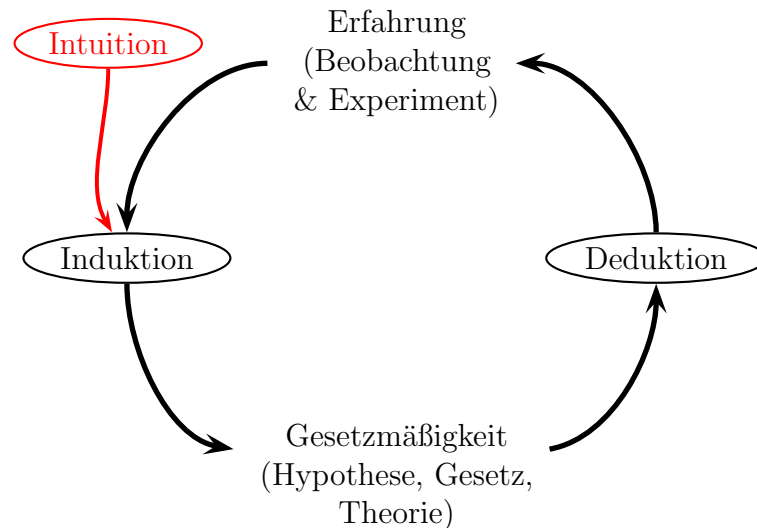 Intuition
Erfahrung
(Beobachtung
& Experiment)
Induktion
Deduktion
Gesetzmäßigkeit
(Hypothese, Gesetz,
Theorie)